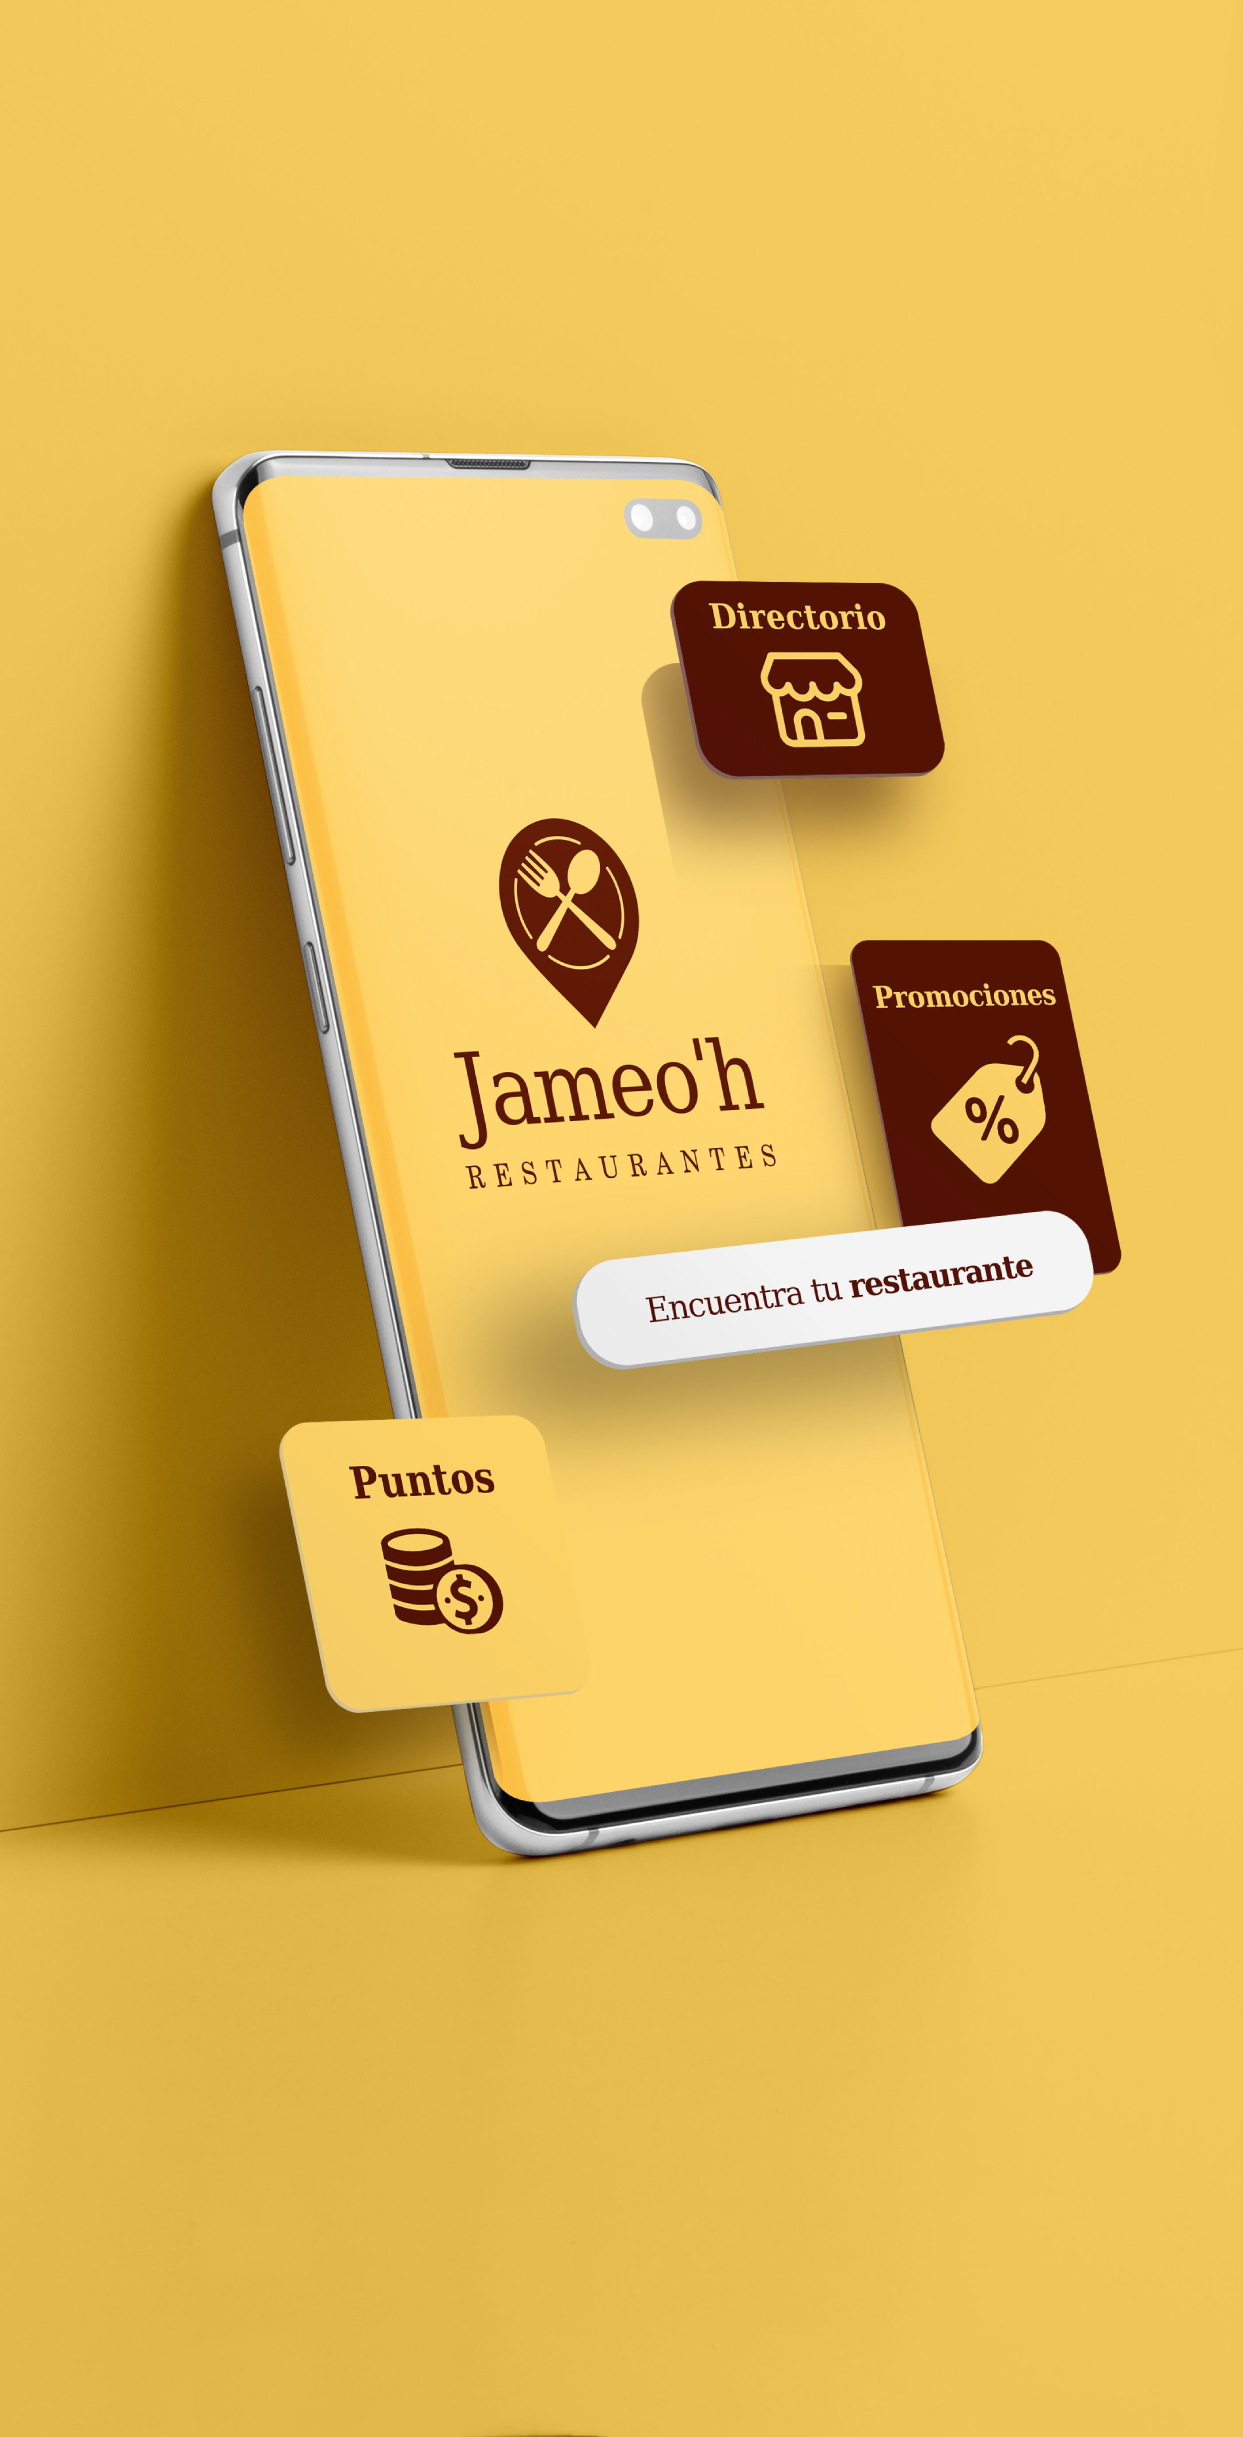 Directorio
Jameo'h
RESTAURANTES
Promociones
%
Encuentra tu restaurante
Puntos
$